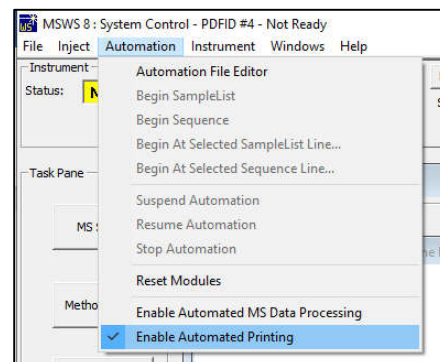 MSWS 8 : System Control - PDFID #4 - Not Ready
File Inject Automation Instrument Windows Help
Instrument
Status: N
Automation File Editor
Begin SampleList
Begin Sequence
Begin At Selected SampleList Line...
Begin At Selected Sequence Line...
Task Pane
Suspend Automation
MS
Resume Automation
Stop Automation
Reset Modules
Metho
Enable Automated MS Data Processing
Enable Automated Printing